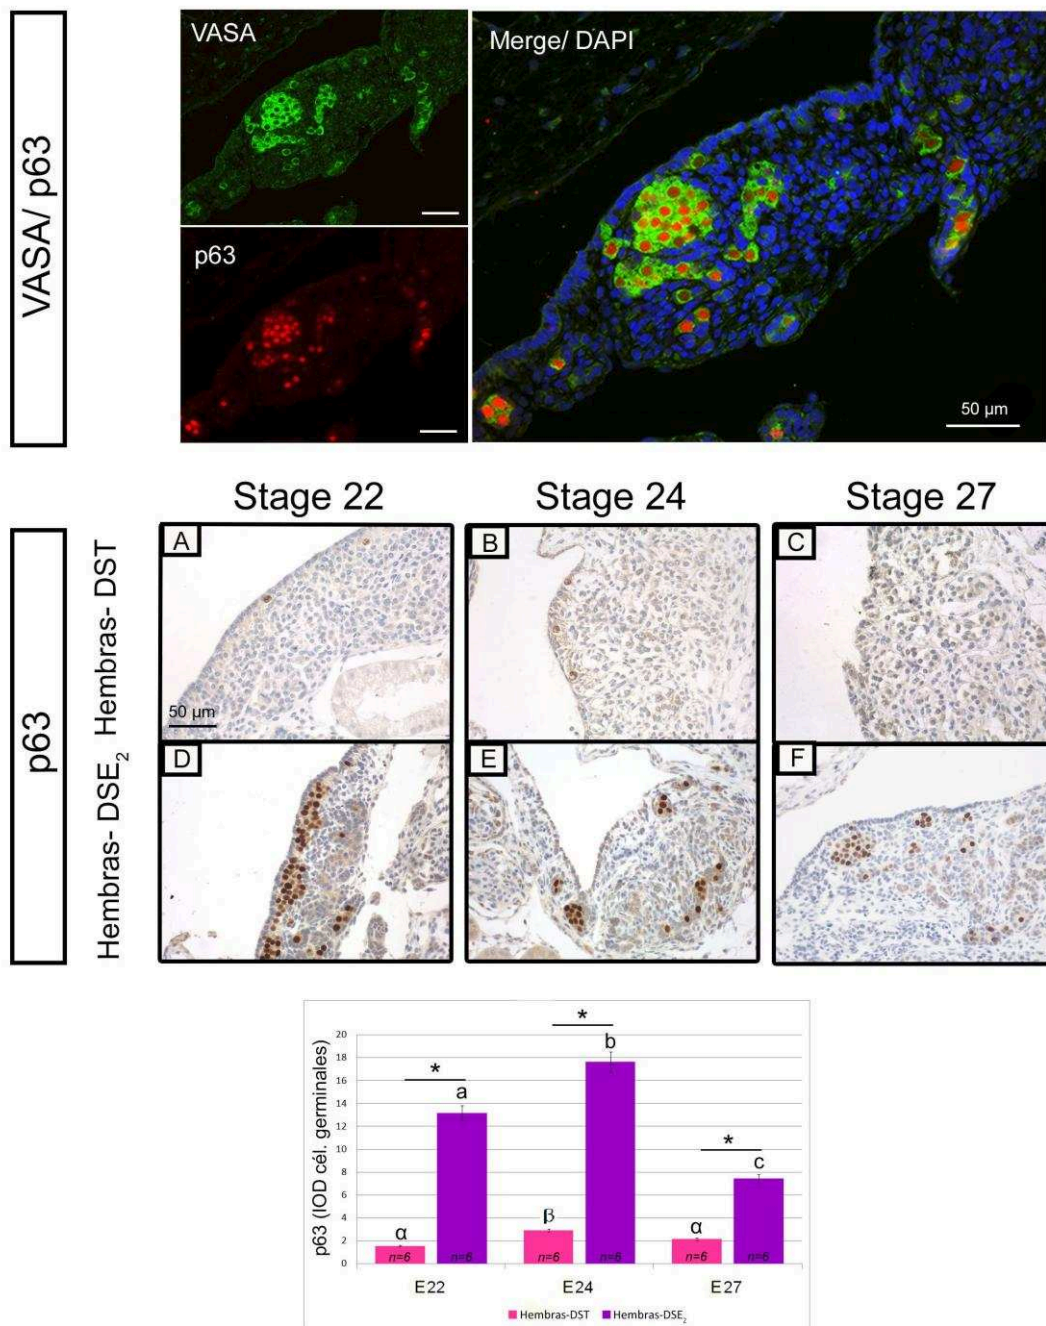 VASA/ p63
VASA
Merge/ DAPI
p63
50 µm
Stage 22
Stage 24
Stage 27
p63
Hembras- DST
A
B
C
50 µm
Hembras- DSE₂
D
E
F
p63 (IOD cél. germinales)
20
18
16
14
12
10
8
6
4
2
0
*
*
*
α
a
β
b
α
c
n=6
n=6
n=6
n=6
n=6
n=6
E22
E24
E27
Hembras-DST
Hembras-DSE₂